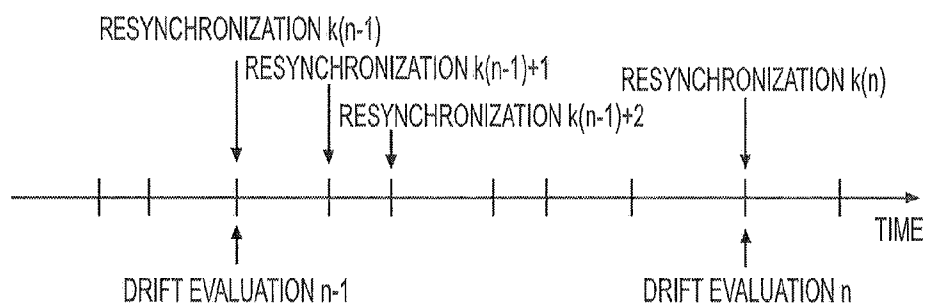 RESYNCHRONIZATION k(n-1)
RESYNCHRONIZATION k(n-1)+1
RESYNCHRONIZATION k(n)
RESYNCHRONIZATION k(n-1)+2
TIME
DRIFT EVALUATION n-1
DRIFT EVALUATION n